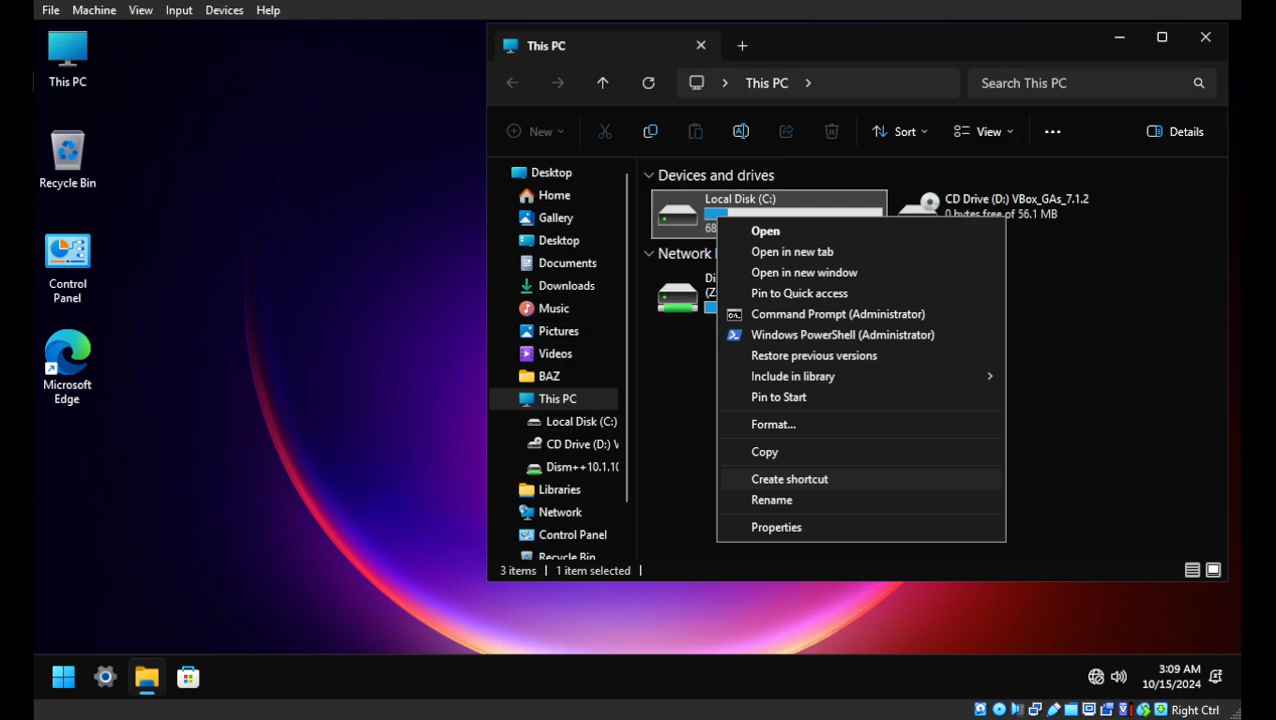 File Machine View Input Devices Help
This PC
Recycle Bin
Control
Panel
Microsoft
Edge
This PC
This PC
Search This PC
New
Sort
View
Details
Desktop
Home
Gallery
Desktop
Documents
Downloads
Music
Pictures
Videos
BAZ
This PC
Local Disk (C:)
CD Drive (D:) V
Dism++10.1.10
Libraries
Network
Control Panel
Recycle Bin
Devices and drives
Local Disk (C:)
68
CD Drive (D:) VBox_GAs_7.1.2
0 bytes free of 56.1 MB
Network
Di
(Z
Open
Open in new tab
Open in new window
Pin to Quick access
Command Prompt (Administrator)
Windows PowerShell (Administrator)
Restore previous versions
Include in library
Pin to Start
Format...
Copy
Create shortcut
Rename
Properties
3 items
1 item selected
3:09 AM
10/15/2024
Right Ctrl